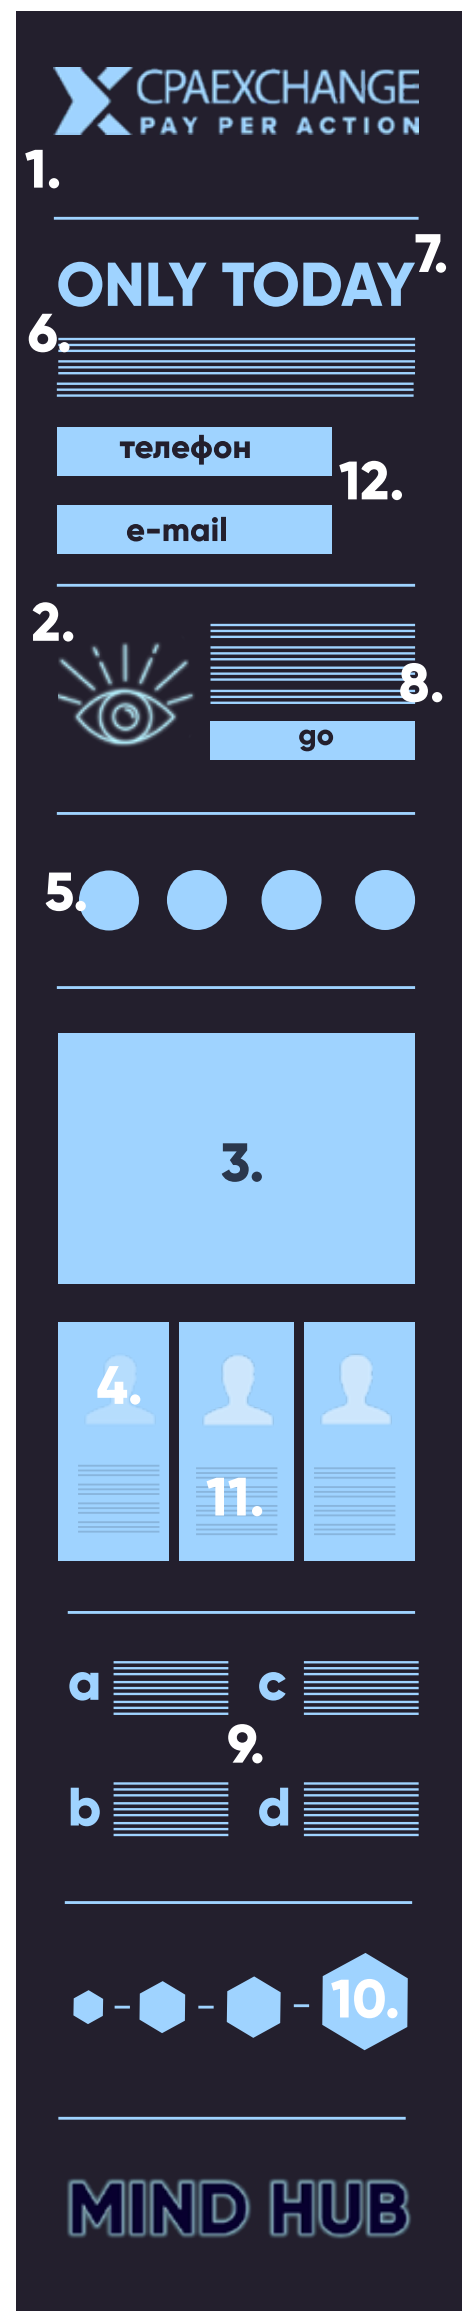 CPAEXCHANGE
PAY PER ACTION
1.
7.
ONLY TODAY
6.
телефон
12.
e-mail
2.
8.
go
5.
3.
4.
11.
a
c
9.
b
d
10.
MIND HUB